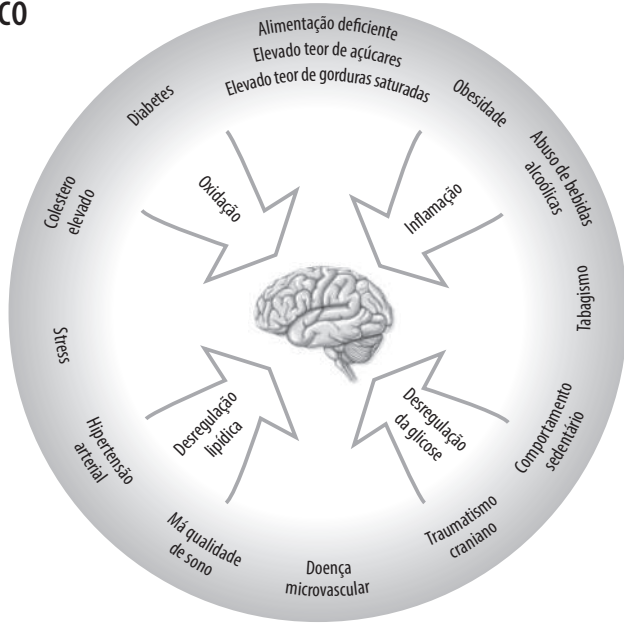 CO
Alimentação deficiente
Elevado teor de açúcares
Elevado teor de gorduras saturadas
Obesidade
Abuso de bebidas
alcoólicas
Tabagismo
Comportamento
sedentário
Traumatismo
craniano
Doença
microvascular
Má qualidade
de sono
Hipertensão
arterial
Stress
Colestero
elevado
Diabetes
Oxidação
Inflamação
Desregulação
lipídica
Desregulação
da glicose